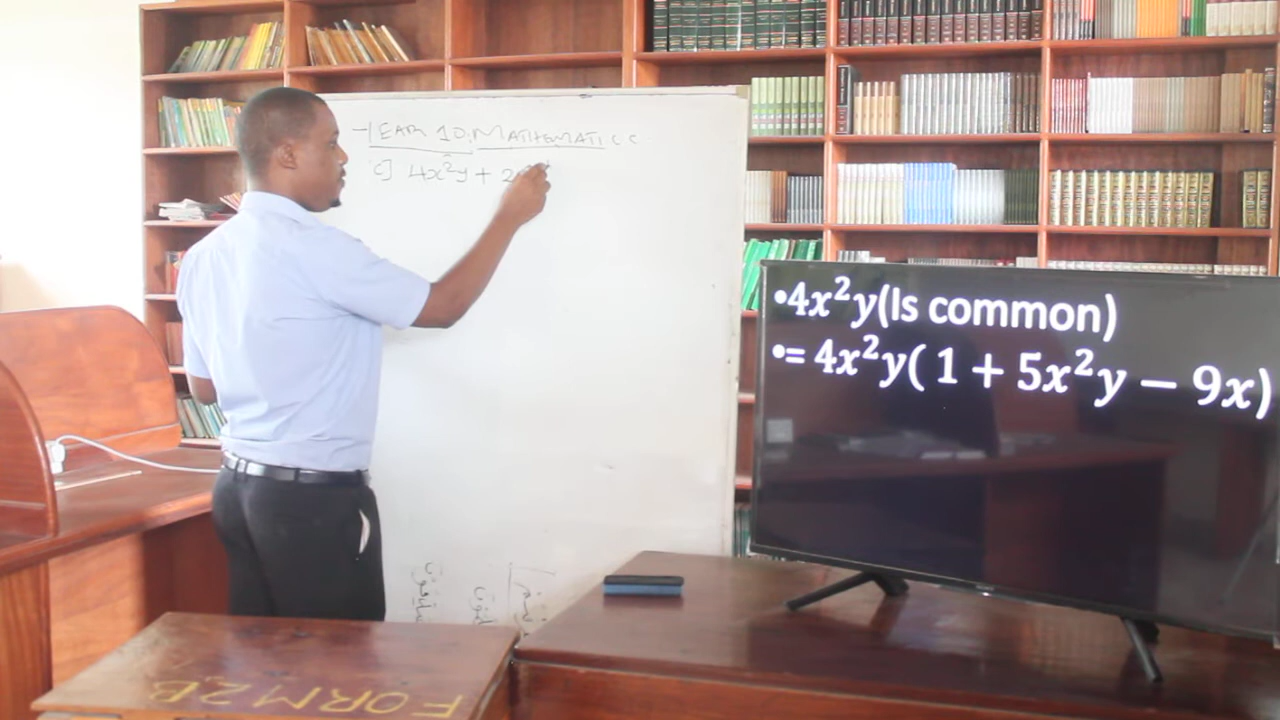 YEAR 10, MATHEMATICS
C] 4x²y + 2
•4x²y(Is common)
•= 4x²y( 1 + 5x²y − 9x)
FORM2B